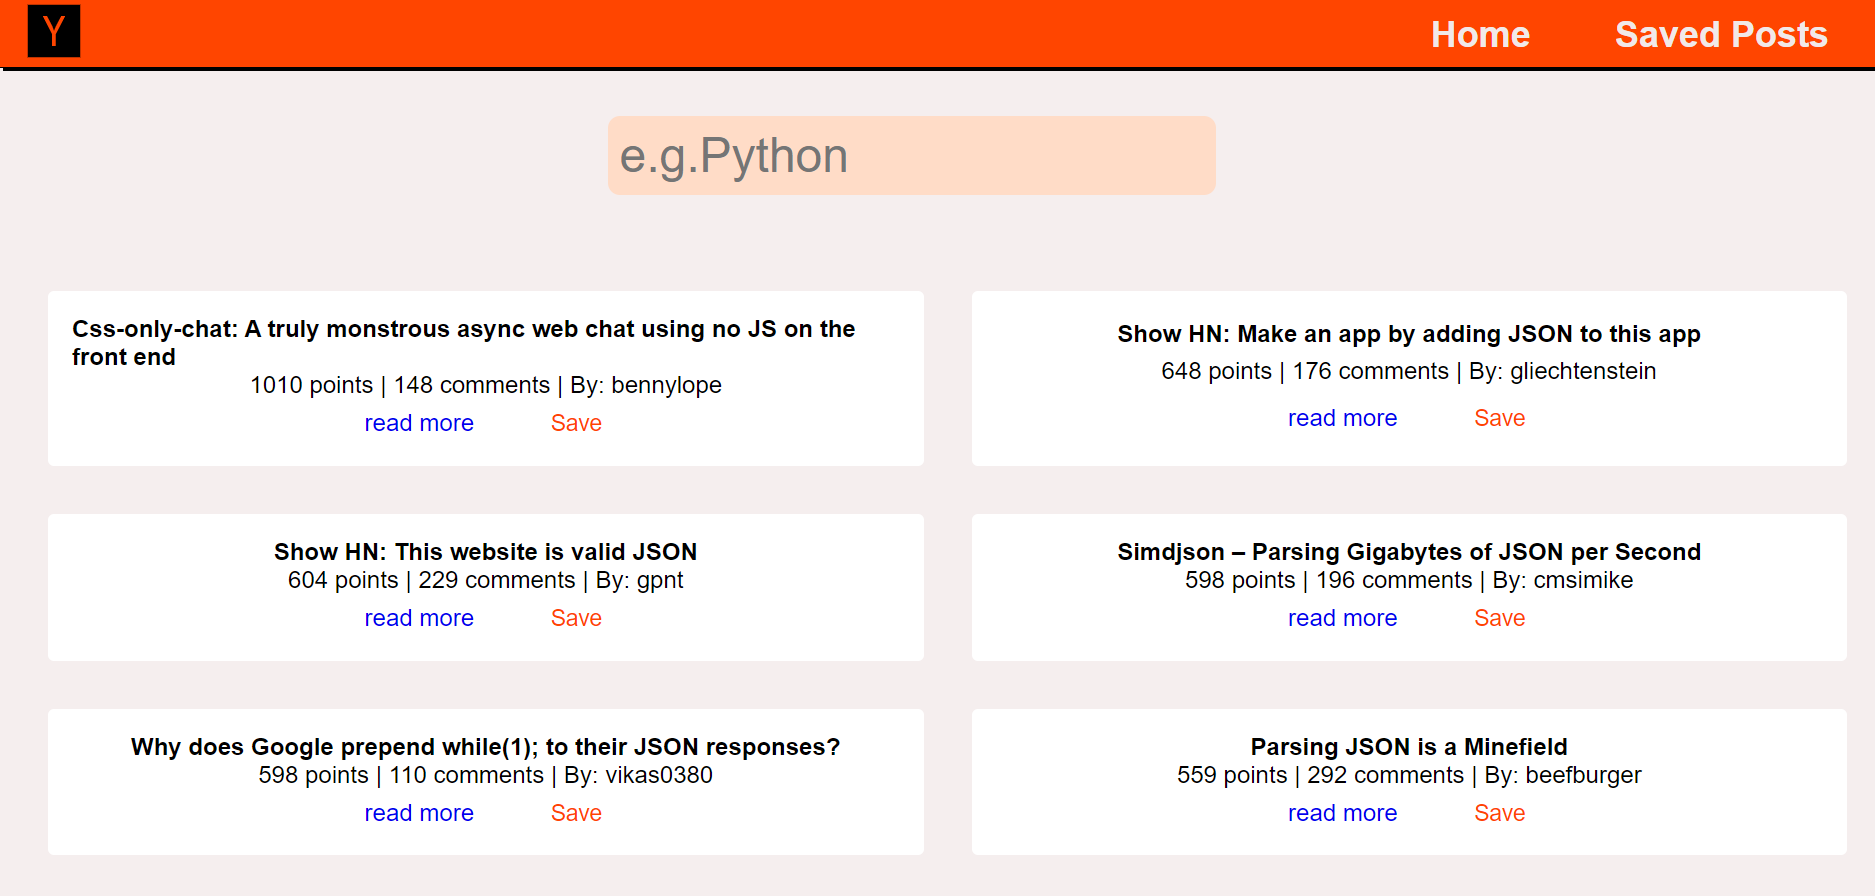 Y
Home Saved Posts
e.g.Python
Css-only-chat: A truly monstrous async web chat using no JS on the
front end
1010 points | 148 comments | By: bennylope
read more Save
Show HN: Make an app by adding JSON to this app
648 points | 176 comments | By: gliechtenstein
read more Save
Show HN: This website is valid JSON
604 points | 229 comments | By: gpnt
read more Save
Simdjson – Parsing Gigabytes of JSON per Second
598 points | 196 comments | By: cmsimike
read more Save
Why does Google prepend while(1); to their JSON responses?
598 points | 110 comments | By: vikas0380
read more Save
Parsing JSON is a Minefield
559 points | 292 comments | By: beefburger
read more Save